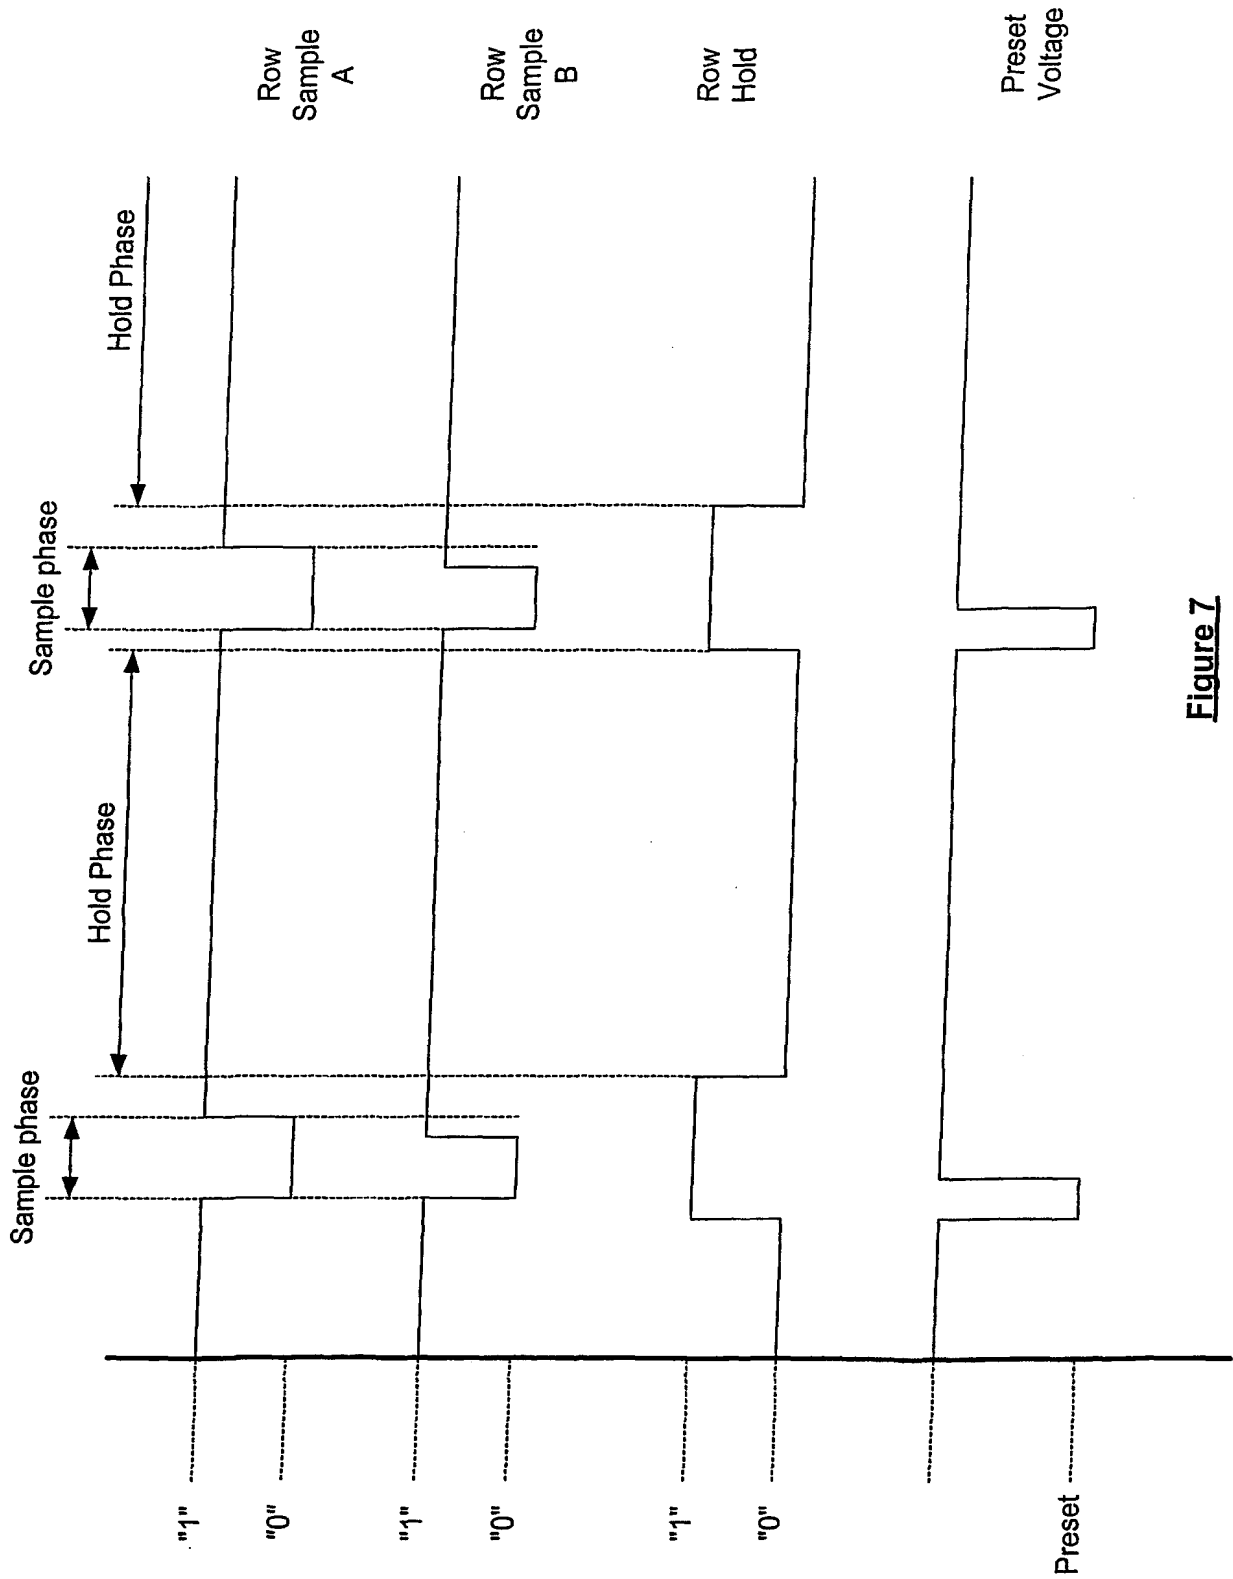 Sample phase
Hold Phase
Sample phase
Hold Phase
"1"
"0"
Row
Sample
A
"1"
"0"
Row
Sample
B
"1"
"0"
Row
Hold
Preset
Preset
Voltage
Figure 7